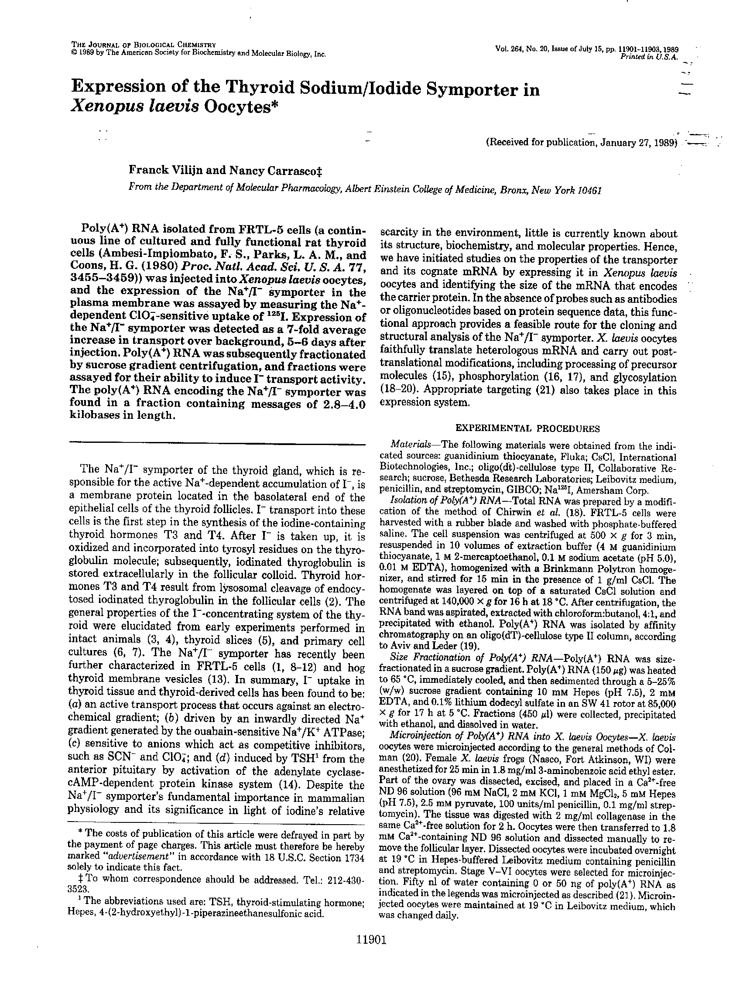 THE JOURNAL OF BIOLOGICAL CHEMISTRY
© 1989 by The American Society for Biochemistry and Molecular Biology, Inc.
Vol. 264, No. 20, Issue of July 15, pp. 11901-11903, 1989
Printed in U.S.A.
Expression of the Thyroid Sodium/Iodide Symporter in
Xenopus laevis Oocytes*
(Received for publication, January 27, 1989)
Franck Vilijn and Nancy Carrasco‡
From the Department of Molecular Pharmacology, Albert Einstein College of Medicine, Bronx, New York 10461
Poly(A⁺) RNA isolated from FRTL-5 cells (a contin-
uous line of cultured and fully functional rat thyroid
cells (Ambesi-Impiombato, F. S., Parks, L. A. M., and
Coons, H. G. (1980) Proc. Natl. Acad. Sci. U. S. A. 77,
3455–3459)) was injected into Xenopus laevis oocytes,
and the expression of the Na⁺/I⁻ symporter in the
plasma membrane was assayed by measuring the Na⁺-
dependent ClO₄⁻-sensitive uptake of ¹²⁵I. Expression of
the Na⁺/I⁻ symporter was detected as a 7-fold average
increase in transport over background, 5–6 days after
injection. Poly(A⁺) RNA was subsequently fractionated
by sucrose gradient centrifugation, and fractions were
assayed for their ability to induce I⁻ transport activity.
The poly(A⁺) RNA encoding the Na⁺/I⁻ symporter was
found in a fraction containing messages of 2.8–4.0
kilobases in length.
The Na⁺/I⁻ symporter of the thyroid gland, which is re-
sponsible for the active Na⁺-dependent accumulation of I⁻, is
a membrane protein located in the basolateral end of the
epithelial cells of the thyroid follicles. I⁻ transport into these
cells is the first step in the synthesis of the iodine-containing
thyroid hormones T3 and T4. After I⁻ is taken up, it is
oxidized and incorporated into tyrosyl residues on the thyro-
globulin molecule; subsequently, iodinated thyroglobulin is
stored extracellularly in the follicular colloid. Thyroid hor-
mones T3 and T4 result from lysosomal cleavage of endocy-
tosed iodinated thyroglobulin in the follicular cells (2). The
general properties of the I⁻-concentrating system of the thy-
roid were elucidated from early experiments performed in
intact animals (3, 4), thyroid slices (5), and primary cell
cultures (6, 7). The Na⁺/I⁻ symporter has recently been
further characterized in FRTL-5 cells (1, 8–12) and hog
thyroid membrane vesicles (13). In summary, I⁻ uptake in
thyroid tissue and thyroid-derived cells has been found to be:
(a) an active transport process that occurs against an electro-
chemical gradient; (b) driven by an inwardly directed Na⁺
gradient generated by the ouabain-sensitive Na⁺/K⁺ ATPase;
(c) sensitive to anions which act as competitive inhibitors,
such as SCN⁻ and ClO₄⁻; and (d) induced by TSH¹ from the
anterior pituitary by activation of the adenylate cyclase-
cAMP-dependent protein kinase system (14). Despite the
Na⁺/I⁻ symporter's fundamental importance in mammalian
physiology and its significance in light of iodine's relative
* The costs of publication of this article were defrayed in part by
the payment of page charges. This article must therefore be hereby
marked "advertisement" in accordance with 18 U.S.C. Section 1734
solely to indicate this fact.
‡ To whom correspondence should be addressed. Tel.: 212-430-
3523.
¹ The abbreviations used are: TSH, thyroid-stimulating hormone;
Hepes, 4-(2-hydroxyethyl)-1-piperazineethanesulfonic acid.
scarcity in the environment, little is currently known about
its structure, biochemistry, and molecular properties. Hence,
we have initiated studies on the properties of the transporter
and its cognate mRNA by expressing it in Xenopus laevis
oocytes and identifying the size of the mRNA that encodes
the carrier protein. In the absence of probes such as antibodies
or oligonucleotides based on protein sequence data, this func-
tional approach provides a feasible route for the cloning and
structural analysis of the Na⁺/I⁻ symporter. X. laevis oocytes
faithfully translate heterologous mRNA and carry out post-
translational modifications, including processing of precursor
molecules (15), phosphorylation (16, 17), and glycosylation
(18–20). Appropriate targeting (21) also takes place in this
expression system.
EXPERIMENTAL PROCEDURES
Materials—The following materials were obtained from the indi-
cated sources: guanidinium thiocyanate, Fluka; CsCl, International
Biotechnologies, Inc.; oligo(dt)-cellulose type II, Collaborative Re-
search; sucrose, Bethesda Research Laboratories; Leibovitz medium,
penicillin, and streptomycin, GIBCO; Na¹²⁵I, Amersham Corp.
Isolation of Poly(A⁺) RNA—Total RNA was prepared by a modifi-
cation of the method of Chirwin et al. (18). FRTL-5 cells were
harvested with a rubber blade and washed with phosphate-buffered
saline. The cell suspension was centrifuged at 500 × g for 3 min,
resuspended in 10 volumes of extraction buffer (4 M guanidinium
thiocyanate, 1 M 2-mercaptoethanol, 0.1 M sodium acetate (pH 5.0),
0.01 M EDTA), homogenized with a Brinkmann Polytron homoge-
nizer, and stirred for 15 min in the presence of 1 g/ml CsCl. The
homogenate was layered on top of a saturated CsCl solution and
centrifuged at 140,000 × g for 16 h at 18 °C. After centrifugation, the
RNA band was aspirated, extracted with chloroform:butanol, 4:1, and
precipitated with ethanol. Poly(A⁺) RNA was isolated by affinity
chromatography on an oligo(dT)-cellulose type II column, according
to Aviv and Leder (19).
Size Fractionation of Poly(A⁺) RNA—Poly(A⁺) RNA was size-
fractionated in a sucrose gradient. Poly(A⁺) RNA (150 μg) was heated
to 65 °C, immediately cooled, and then sedimented through a 5–25%
(w/w) sucrose gradient containing 10 mM Hepes (pH 7.5), 2 mM
EDTA, and 0.1% lithium dodecyl sulfate in an SW 41 rotor at 85,000
× g for 17 h at 5 °C. Fractions (450 μl) were collected, precipitated
with ethanol, and dissolved in water.
Microinjection of Poly(A⁺) RNA into X. laevis Oocytes—X. laevis
oocytes were microinjected according to the general methods of Col-
man (20). Female X. laevis frogs (Nasco, Fort Atkinson, WI) were
anesthetized for 25 min in 1.8 mg/ml 3-aminobenzoic acid ethyl ester.
Part of the ovary was dissected, excised, and placed in a Ca²⁺-free
ND 96 solution (96 mM NaCl, 2 mM KCl, 1 mM MgCl₂, 5 mM Hepes
(pH 7.5), 2.5 mM pyruvate, 100 units/ml penicillin, 0.1 mg/ml strep-
tomycin). The tissue was digested with 2 mg/ml collagenase in the
same Ca²⁺-free solution for 2 h. Oocytes were then transferred to 1.8
mM Ca²⁺-containing ND 96 solution and dissected manually to re-
move the follicular layer. Dissected oocytes were incubated overnight
at 19 °C in Hepes-buffered Leibovitz medium containing penicillin
and streptomycin. Stage V–VI oocytes were selected for microinjec-
tion. Fifty nl of water containing 0 or 50 ng of poly(A⁺) RNA as
indicated in the legends was microinjected as described (21). Microin-
jected oocytes were maintained at 19 °C in Leibovitz medium, which
was changed daily.
11901